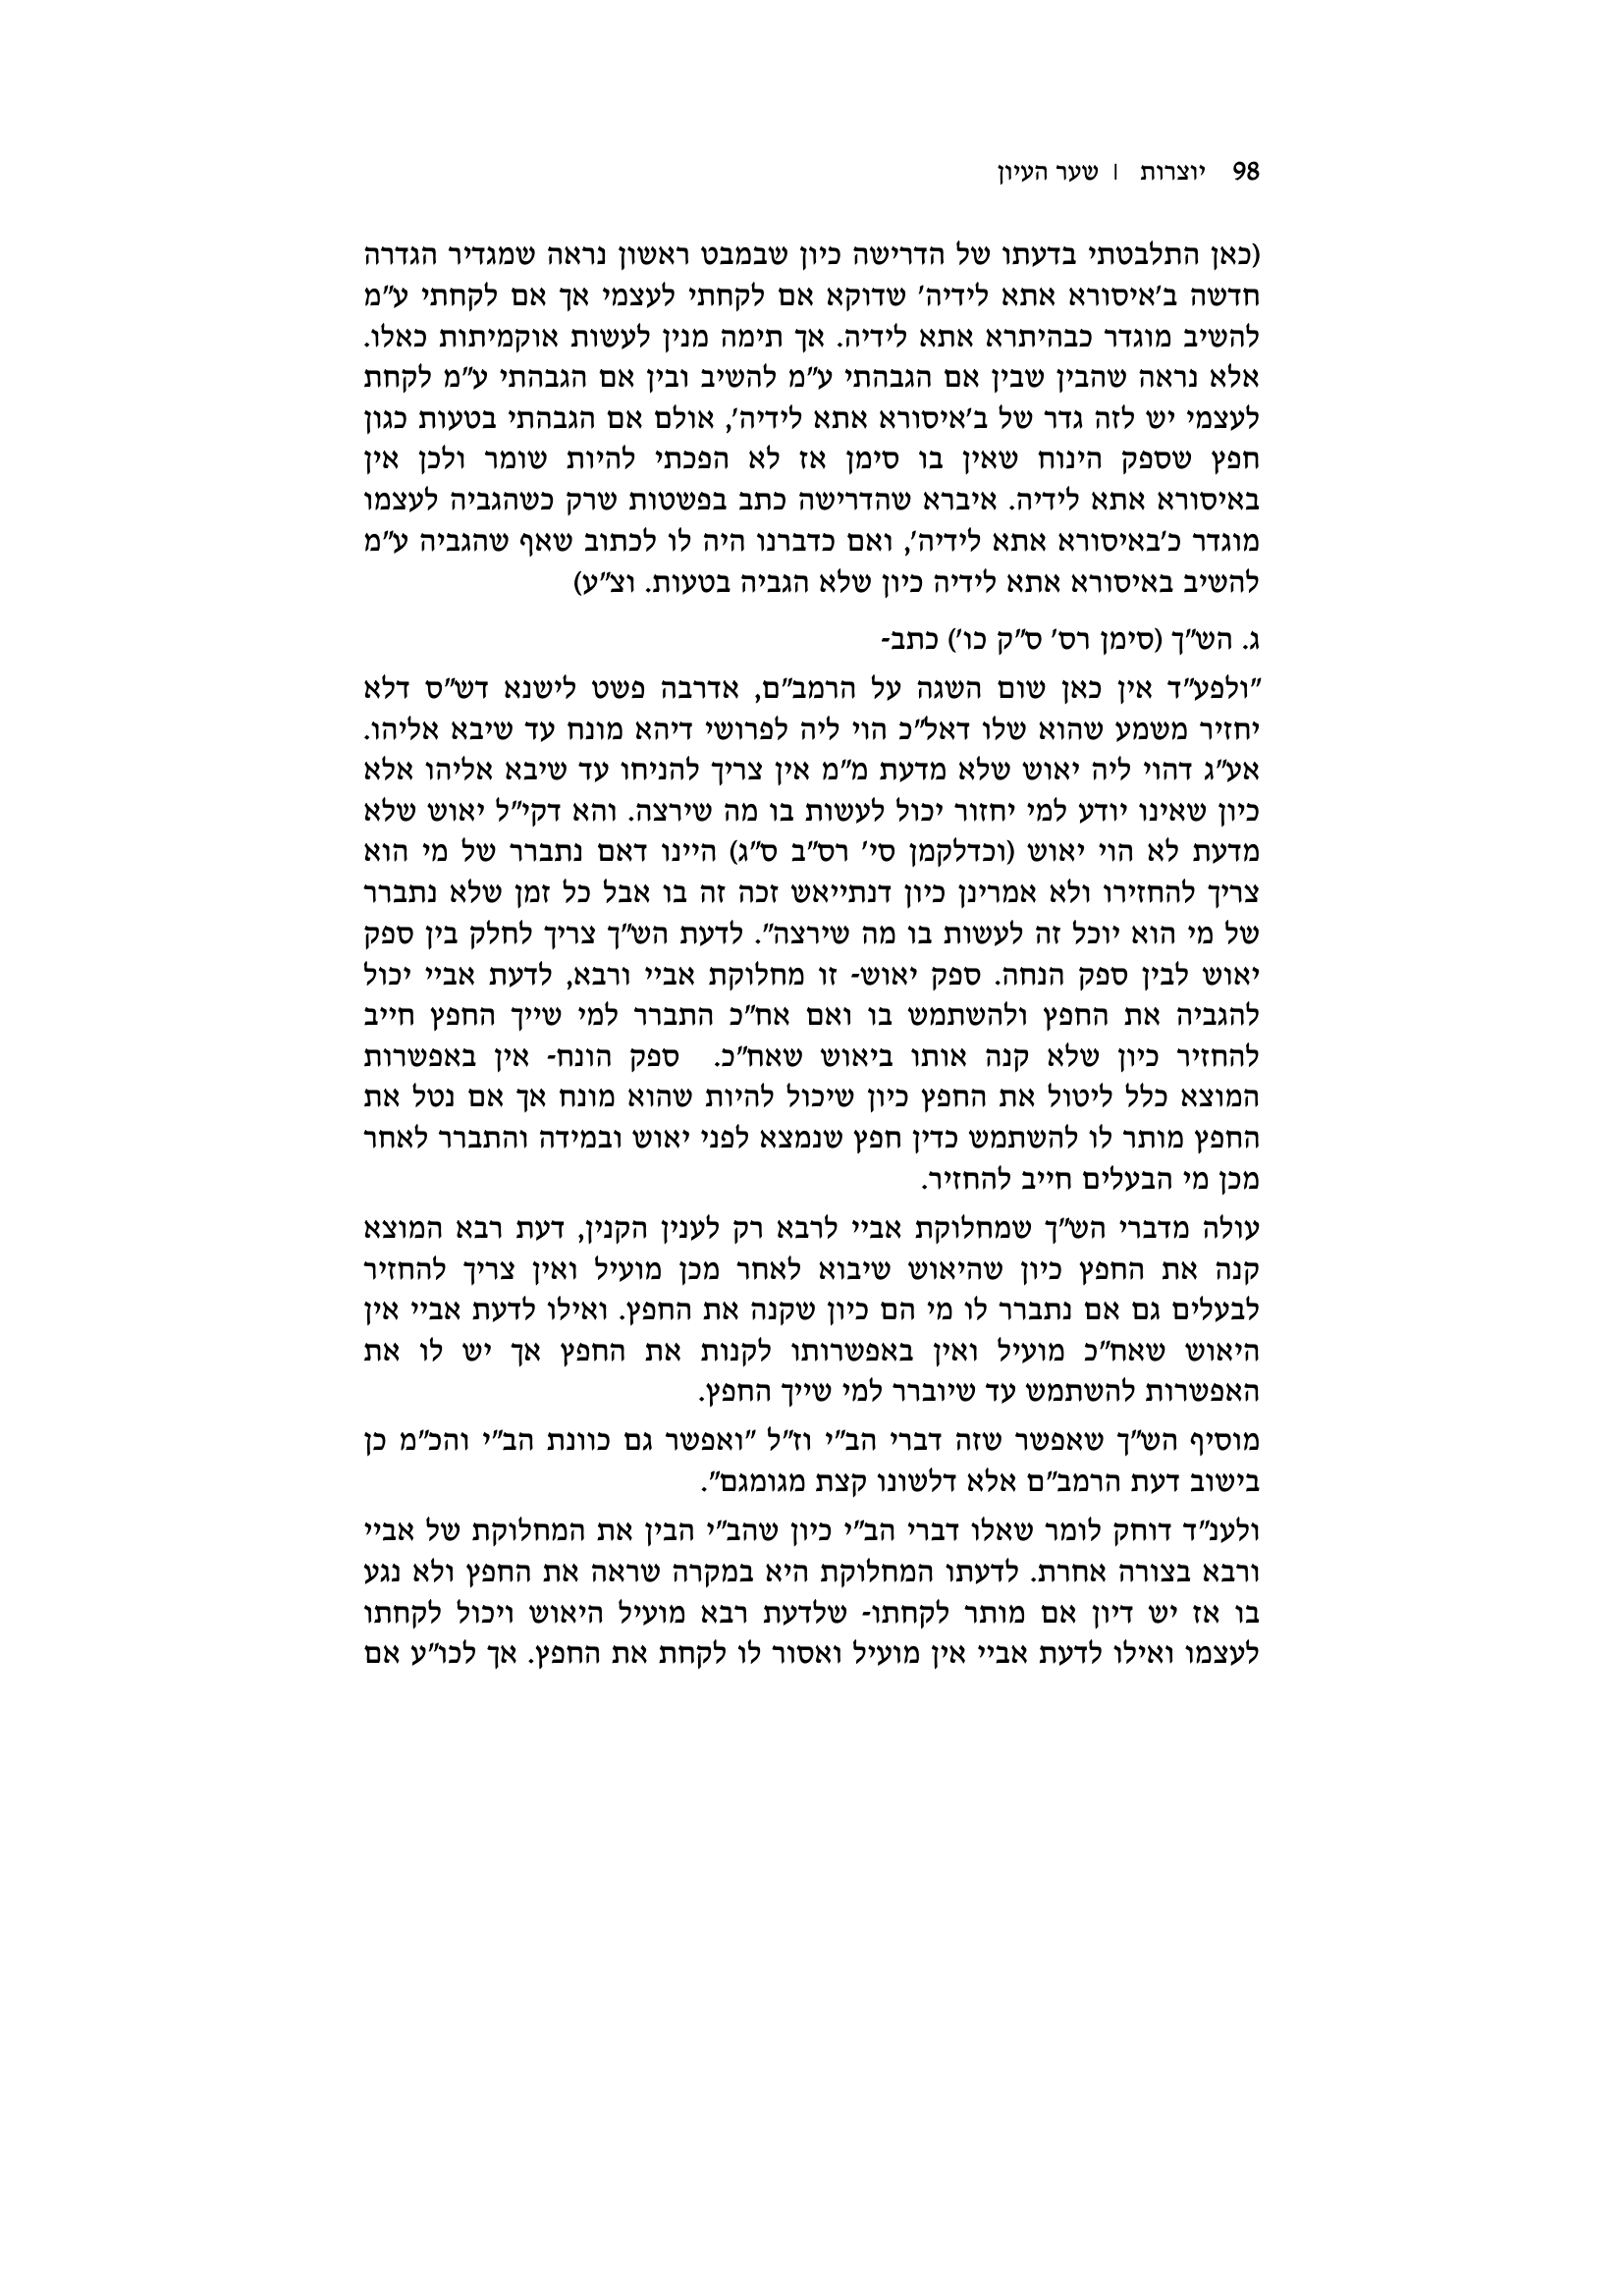 98 יוצרות | שער העיון
(כאן התלבטתי בדעתו של הדרישה כיון שבמבט ראשון נראה שמגדיר הגדרה
חדשה ב'איסורא אתא לידיה' שדוקא אם לקחתי לעצמי אך אם לקחתי ע"מ
להשיב מוגדר כבהיתרא אתא לידיה. אך תימה מנין לעשות אוקמיתות כאלו.
אלא נראה שהבין שבין אם הגבהתי ע"מ להשיב ובין אם הגבהתי ע"מ לקחת
לעצמי יש לזה גדר של ב'איסורא אתא לידיה', אולם אם הגבהתי בטעות כגון
חפץ שספק הינוח שאין בו סימן אז לא הפכתי להיות שומר ולכן אין
באיסורא אתא לידיה. איברא שהדרישה כתב בפשטות שרק כשהגביה לעצמו
מוגדר כ'באיסורא אתא לידיה', ואם כדברנו היה לו לכתוב שאף שהגביה ע"מ
להשיב באיסורא אתא לידיה כיון שלא הגביה בטעות. וצ"ע)
ג. הש"ך (סימן רס' ס"ק כו') כתב-
"ולפע"ד אין כאן שום השגה על הרמב"ם, אדרבה פשט לישנא דש"ס דלא
יחזיר משמע שהוא שלו דאל"כ הוי ליה לפרושי דיהא מונח עד שיבא אליהו.
אע"ג דהוי ליה יאוש שלא מדעת מ"מ אין צריך להניחו עד שיבא אליהו אלא
כיון שאינו יודע למי יחזור יכול לעשות בו מה שירצה. והא דקי"ל יאוש שלא
מדעת לא הוי יאוש (וכדלקמן סי' רס"ב ס"ג) היינו דאם נתברר של מי הוא
צריך להחזירו ולא אמרינן כיון דנתייאש זכה זה בו אבל כל זמן שלא נתברר
של מי הוא יוכל זה לעשות בו מה שירצה". לדעת הש"ך צריך לחלק בין ספק
יאוש לבין ספק הנחה. ספק יאוש- זו מחלוקת אביי ורבא, לדעת אביי יכול
להגביה את החפץ ולהשתמש בו ואם אח"כ התברר למי שייך החפץ חייב
להחזיר כיון שלא קנה אותו ביאוש שאח"כ. ספק הונח- אין באפשרות
המוצא כלל ליטול את החפץ כיון שיכול להיות שהוא מונח אך אם נטל את
החפץ מותר לו להשתמש כדין חפץ שנמצא לפני יאוש ובמידה והתברר לאחר
מכן מי הבעלים חייב להחזיר.
עולה מדברי הש"ך שמחלוקת אביי לרבא רק לענין הקנין, דעת רבא המוצא
קנה את החפץ כיון שהיאוש שיבוא לאחר מכן מועיל ואין צריך להחזיר
לבעלים גם אם נתברר לו מי הם כיון שקנה את החפץ. ואילו לדעת אביי אין
היאוש שאח"כ מועיל ואין באפשרותו לקנות את החפץ אך יש לו את
האפשרות להשתמש עד שיוברר למי שייך החפץ.
מוסיף הש"ך שאפשר שזה דברי הב"י וז"ל "ואפשר גם כוונת הב"י והכ"מ כן
בישוב דעת הרמב"ם אלא דלשונו קצת מגומגם".
ולענ"ד דוחק לומר שאלו דברי הב"י כיון שהב"י הבין את המחלוקת של אביי
ורבא בצורה אחרת. לדעתו המחלוקת היא במקרה שראה את החפץ ולא נגע
בו אז יש דיון אם מותר לקחתו- שלדעת רבא מועיל היאוש ויכול לקחתו
לעצמו ואילו לדעת אביי אין מועיל ואסור לו לקחת את החפץ. אך לכו"ע אם